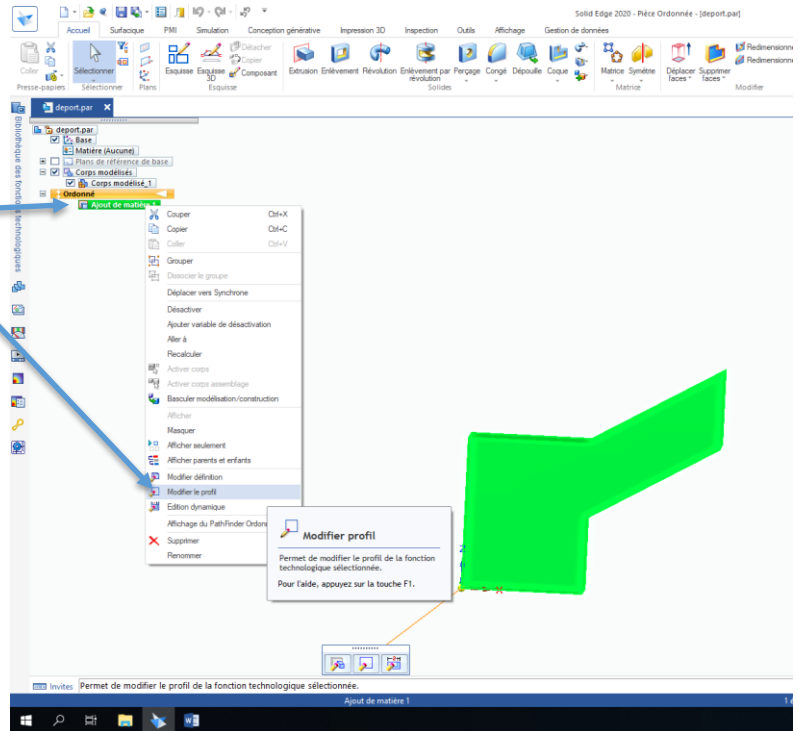 Solid Edge 2020 - Pièce Ordonnée - [deport.par]
Accueil Surfacique PMI Simulation Conception générative Impression 3D Inspection Outils Affichage Gestion de données
Coller Sélectionner Esquisse Esquisse 3D Détacher Copier Composant Extrusion Enlèvement Révolution Enlèvement par révolution Perçage Congé Dépouille Coque Matrice Symétrie Déplacer faces Supprimer faces Redimensionne Redimensionne
Presse-papiers Sélectionner Plans Esquisse Solides Matrice Modifier
deport.par X
Bibliothèque des fonctions technologiques
deport.par
Base
Matière (Aucune)
Plans de référence de base
Corps modélisés
Corps modélisé_1
Ordonné
Ajout de matière 1
Couper Ctrl+X
Copier Ctrl+C
Coller Ctrl+V
Grouper
Dissocier le groupe
Déplacer vers Synchrone
Désactiver
Ajouter variable de désactivation
Aller à
Recalculer
Activer corps
Activer corps assemblage
Basculer modélisation/construction
Afficher
Masquer
Afficher seulement
Afficher parents et enfants
Modifier définition
Modifier le profil
Edition dynamique
Affichage du PathFinder Ordon
Supprimer
Renommer
Modifier profil
Permet de modifier le profil de la fonction
technologique sélectionnée.
Pour l'aide, appuyez sur la touche F1.
Z
X
Invites Permet de modifier le profil de la fonction technologique sélectionnée.
Ajout de matière 1 1 é